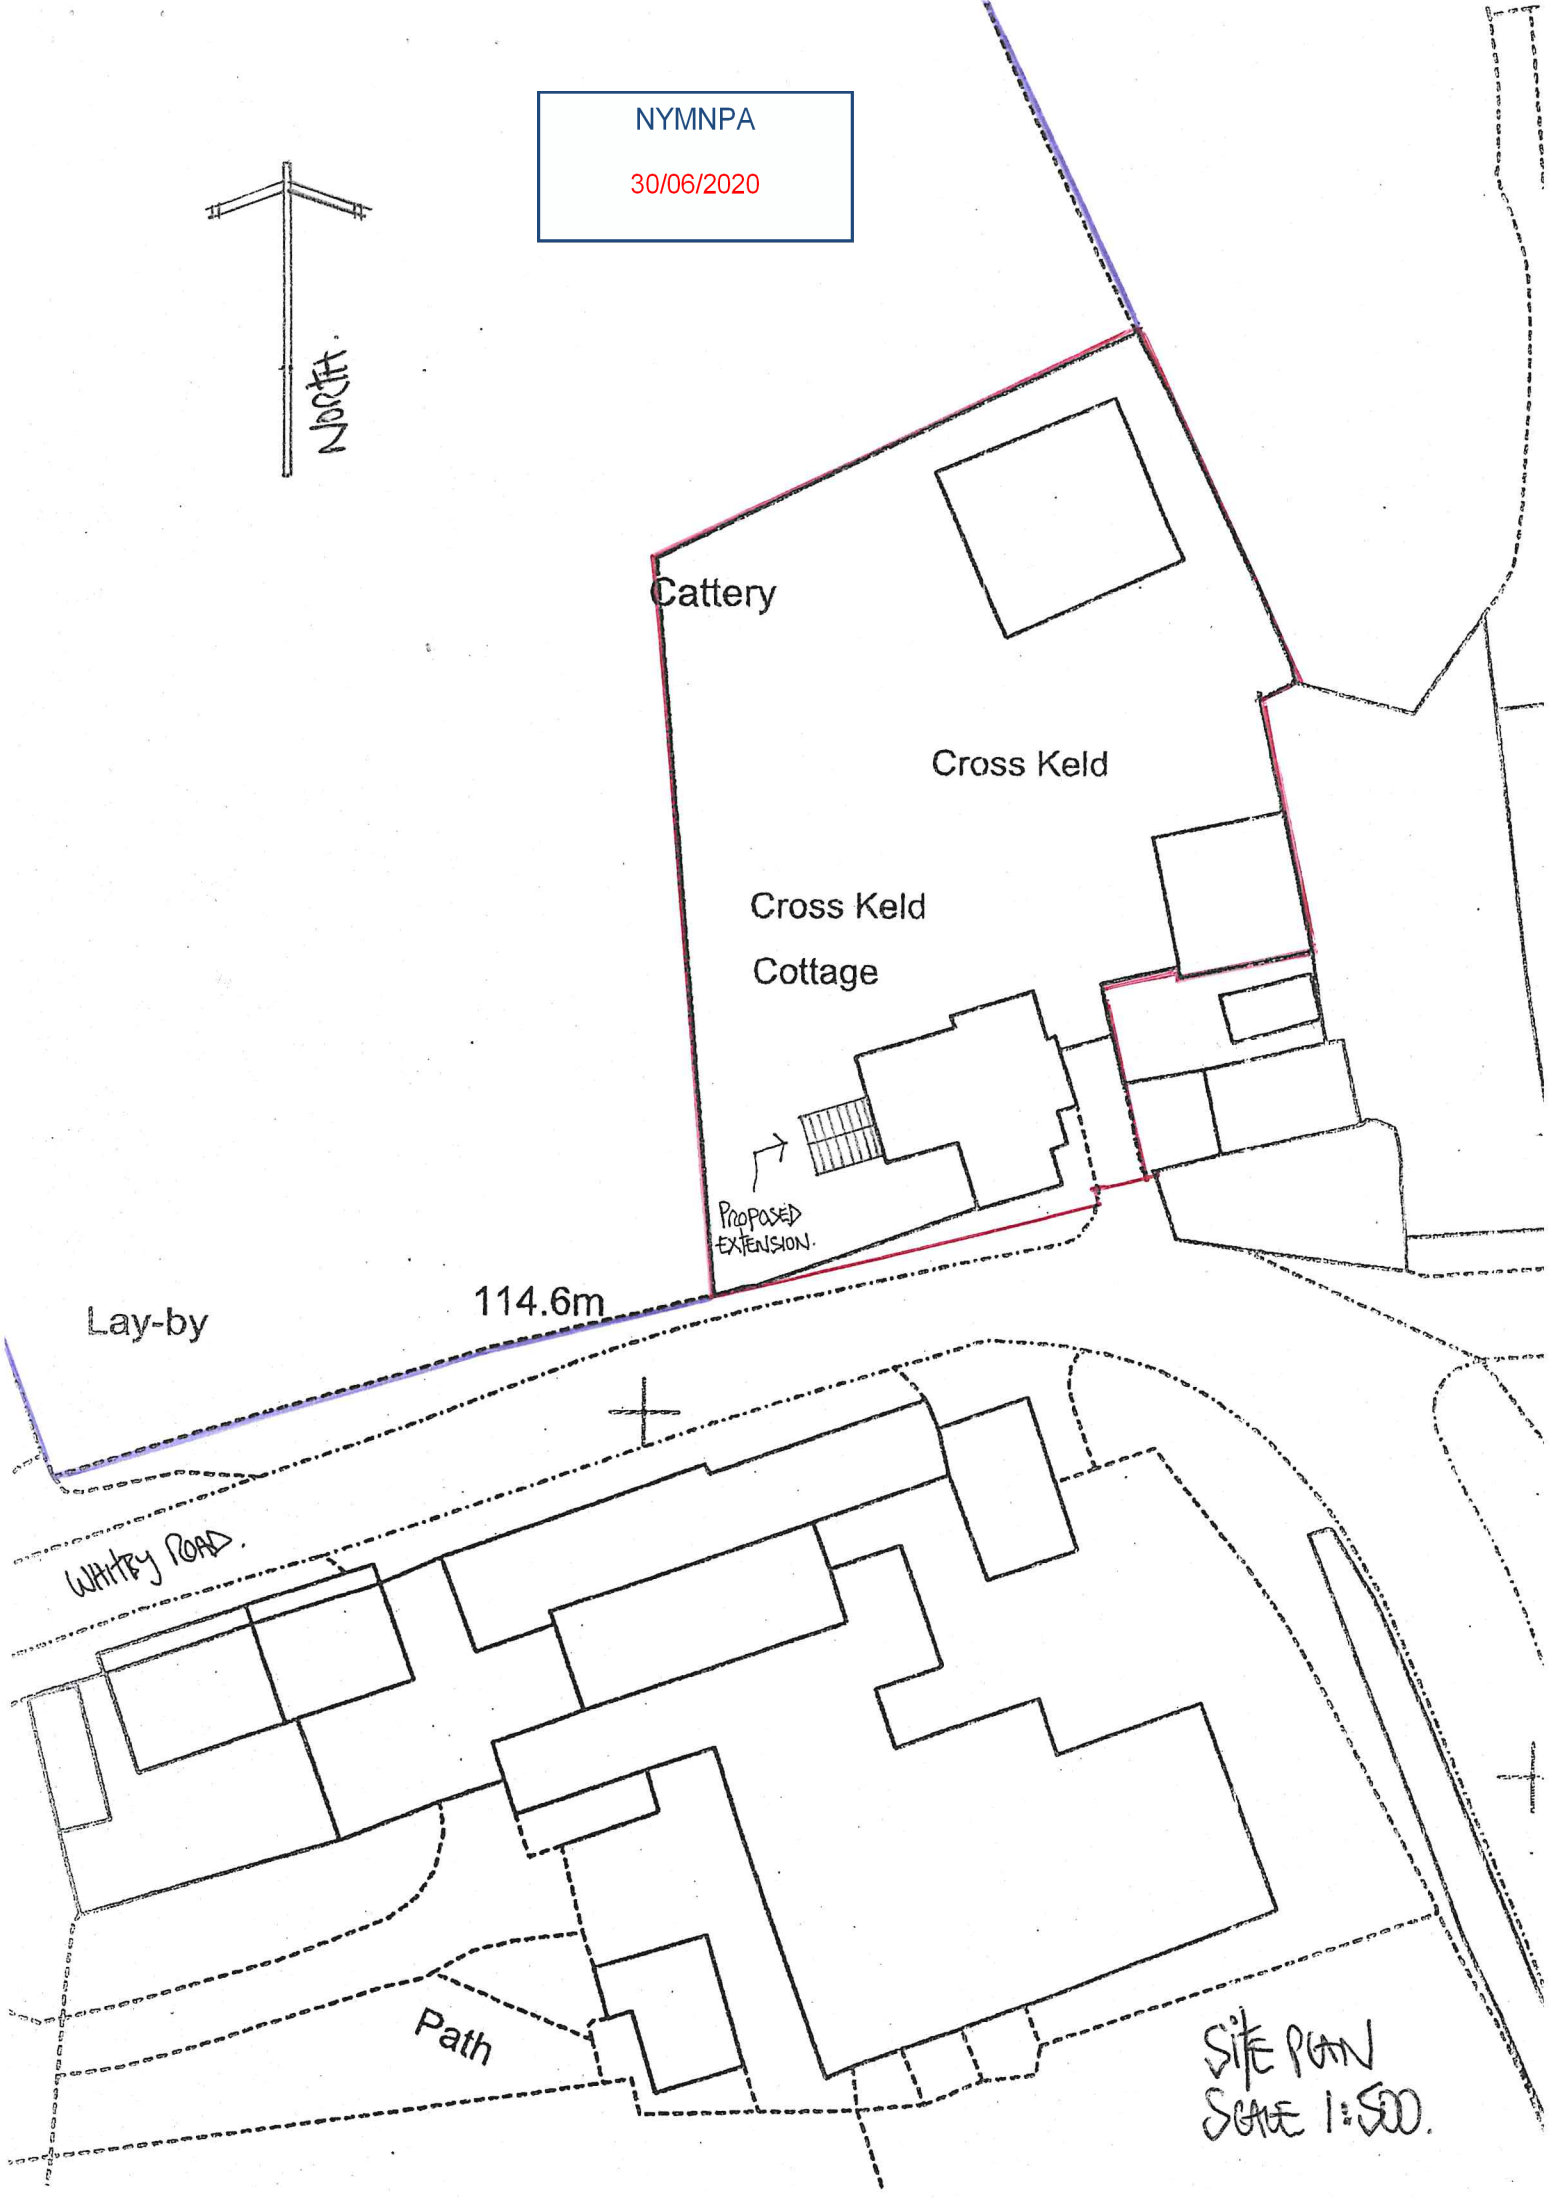 NYMNPA
30/06/2020
NORTH.
Cattery
Cross Keld
Cross Keld
Cottage
PROPOSED
EXTENSION.
114.6m
Lay-by
WHITBY ROAD.
Path
SITE PLAN
SCALE 1:500.